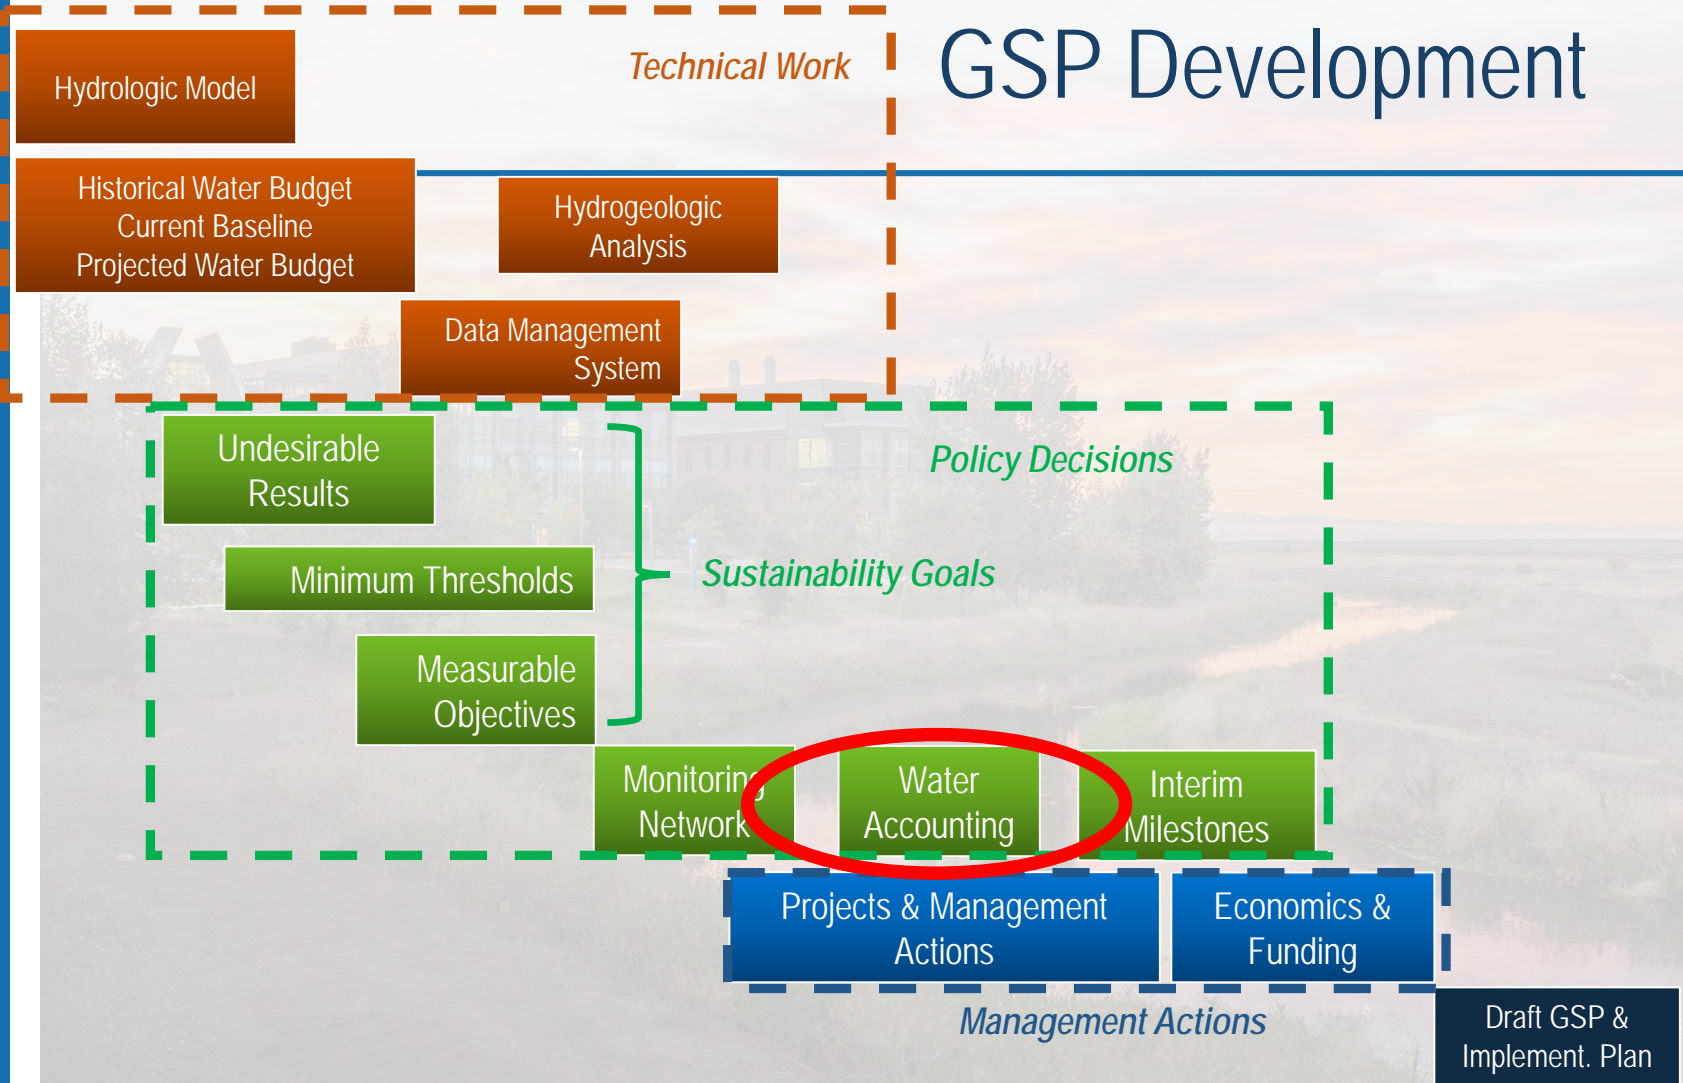 GSP Development
Technical Work
Hydrologic Model
Historical Water Budget
Current Baseline
Projected Water Budget
Hydrogeologic
Analysis
Data Management
System
Undesirable
Results
Policy Decisions
Minimum Thresholds
Sustainability Goals
Measurable
Objectives
Monitoring
Network
Water
Accounting
Interim
Milestones
Projects & Management
Actions
Economics &
Funding
Management Actions
Draft GSP &
Implement. Plan